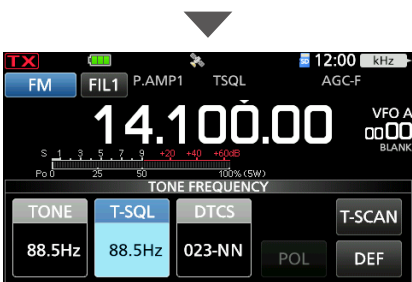 TX 12:00 kHz
FM FIL1 P.AMP1 TSQL AGC-F
14.100.00 VFO A
00 00
BLANK
S 1 3 5 7 9 +20 +40 +60dB
Po 0 25 50 100% (5W)
TONE FREQUENCY
TONE T-SQL DTCS T-SCAN
88.5Hz 88.5Hz 023-NN POL DEF